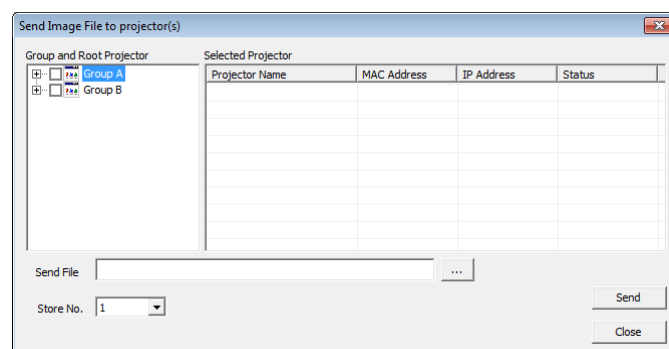 Send Image File to projector(s)
Group and Root Projector
Selected Projector
Group A
Group B
Projector Name
MAC Address
IP Address
Status
Send File
...
Store No.
1
Send
Close